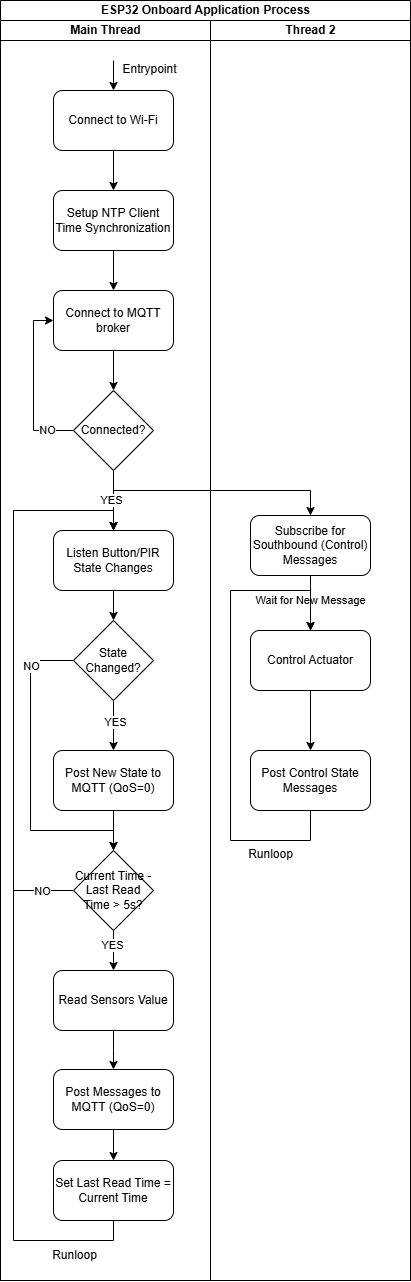 ESP32 Onboard Application Process
Main Thread
Thread 2
Entrypoint
Connect to Wi-Fi
Setup NTP Client
Time Synchronization
Connect to MQTT
broker
Connected?
NO
YES
Listen Button/PIR
State Changes
State
Changed?
NO
YES
Post New State to
MQTT (QoS=0)
Current Time -
Last Read
Time > 5s?
NO
YES
Read Sensors Value
Post Messages to
MQTT (QoS=0)
Set Last Read Time =
Current Time
Runloop
Subscribe for
Southbound (Control)
Messages
Wait for New Message
Control Actuator
Post Control State
Messages
Runloop